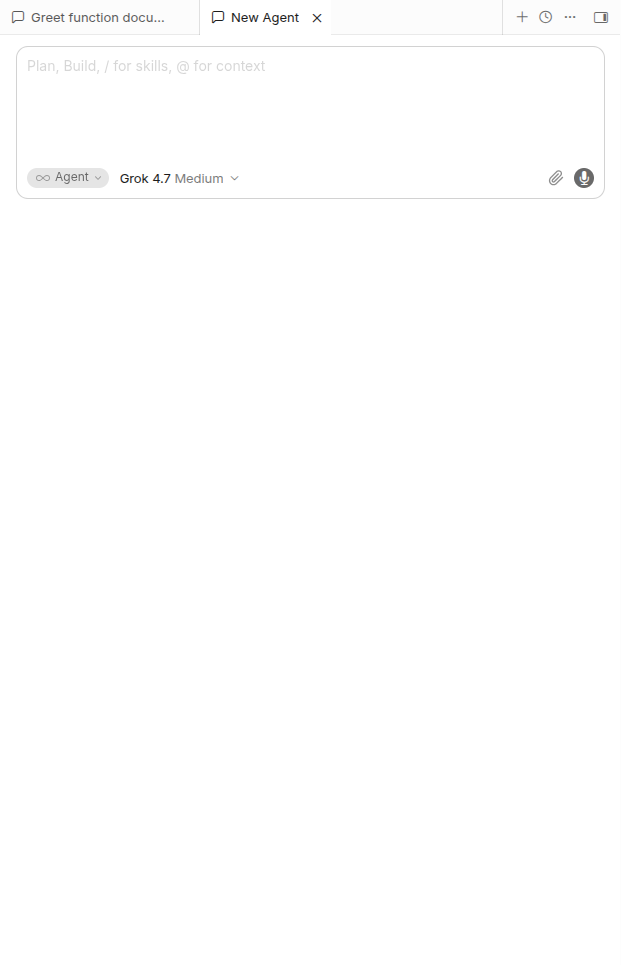 Greet function docu...
New Agent
Plan, Build, / for skills, @ for context
Agent
Grok 4.7 Medium